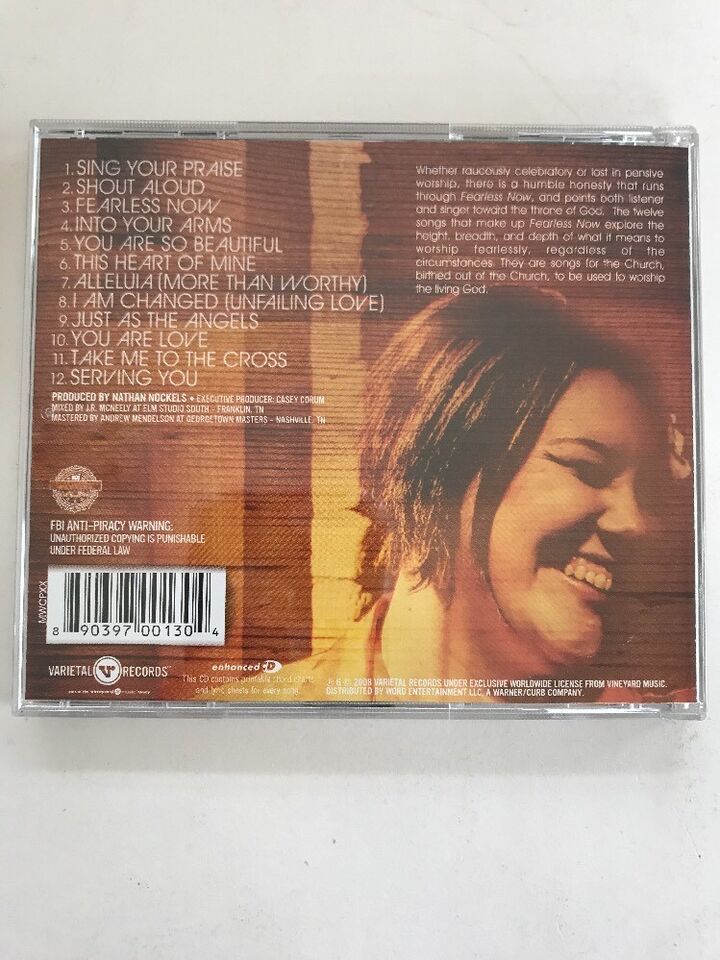 1. SING YOUR PRAISE
2. SHOUT ALOUD
3. FEARLESS NOW
4. INTO YOUR ARMS
5. YOU ARE SO BEAUTIFUL
6. THIS HEART OF MINE
7. ALLELUIA (MORE THAN WORTHY)
8. I AM CHANGED (UNFAILING LOVE)
9. JUST AS THE ANGELS
10. YOU ARE LOVE
11. TAKE ME TO THE CROSS
12. SERVING YOU
PRODUCED BY NATHAN NOCKELS • EXECUTIVE PRODUCER: CASEY CORUM
MIXED BY J.R. MCNEELY AT ELM STUDIO SOUTH - FRANKLIN, TN
MASTERED BY ANDREW MENDELSON AT GEORGETOWN MASTERS - NASHVILLE, TN
Whether raucously celebratory or lost in pensive
worship, there is a humble honesty that runs
through Fearless Now, and points both listener
and singer toward the throne of God. The twelve
songs that make up Fearless Now explore the
height, breadth, and depth of what it means to
worship fearlessly, regardless of the
circumstances. They are songs for the Church,
birthed out of the Church, to be used to worship
the living God.
FBI ANTI-PIRACY WARNING:
UNAUTHORIZED COPYING IS PUNISHABLE
UNDER FEDERAL LAW
MWCPXX
8 90397 00130 4
VARIETAL V RECORDS
enhanced CD
This CD contains printable chord charts
and lyric sheets for every song.
℗ & © 2008 VARIETAL RECORDS UNDER EXCLUSIVE WORLDWIDE LICENSE FROM VINEYARD MUSIC.
DISTRIBUTED BY WORD ENTERTAINMENT LLC, A WARNER/CURB COMPANY.